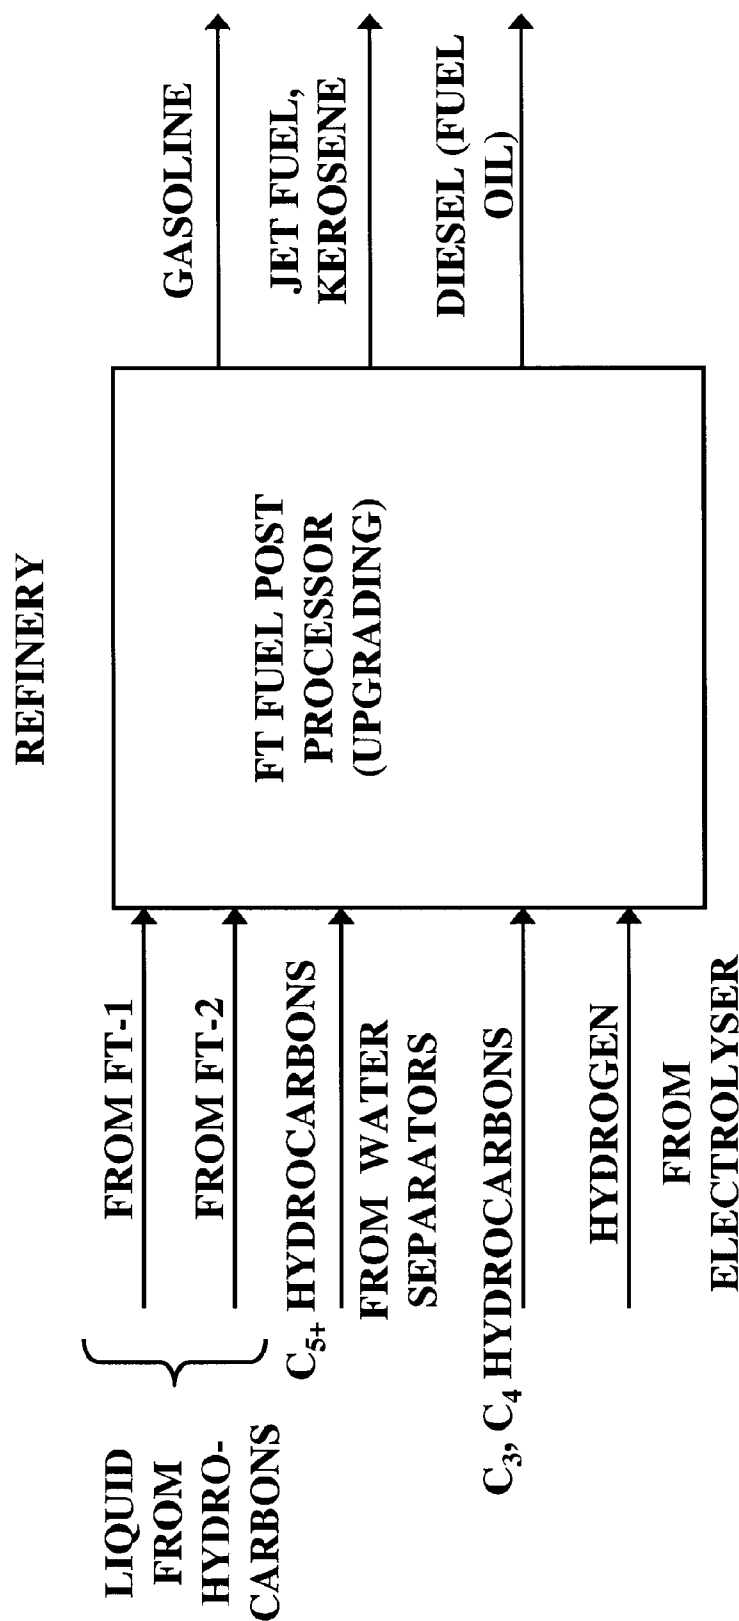 REFINERY
LIQUID
FROM
HYDRO-
CARBONS
FROM FT-1
FROM FT-2
C5+ HYDROCARBONS
FROM WATER
SEPARATORS
C3, C4 HYDROCARBONS
HYDROGEN
FROM
ELECTROLYSER
FT FUEL POST
PROCESSOR
(UPGRADING)
GASOLINE
JET FUEL,
KEROSENE
DIESEL (FUEL
OIL)